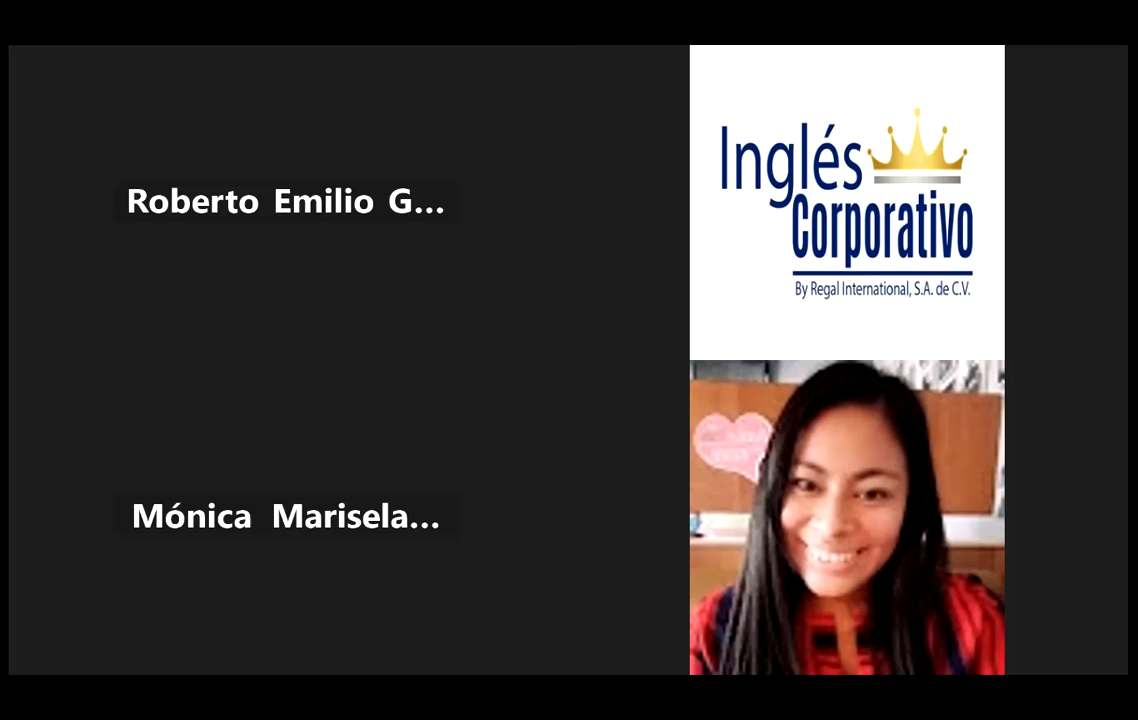 Roberto Emilio G...
Inglés
Corporativo
By Regal International, S.A. de C.V.
Mónica Marisela...